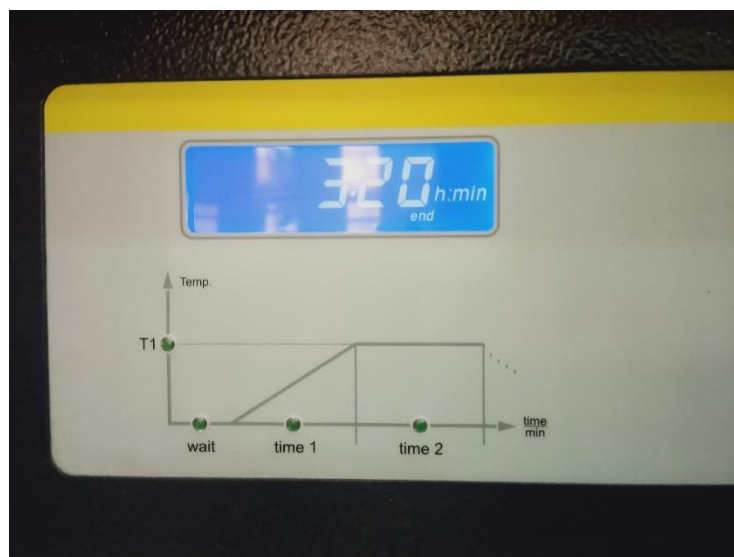 3.20 h:min
end
Temp.
T1
wait
time 1
time 2
time
min